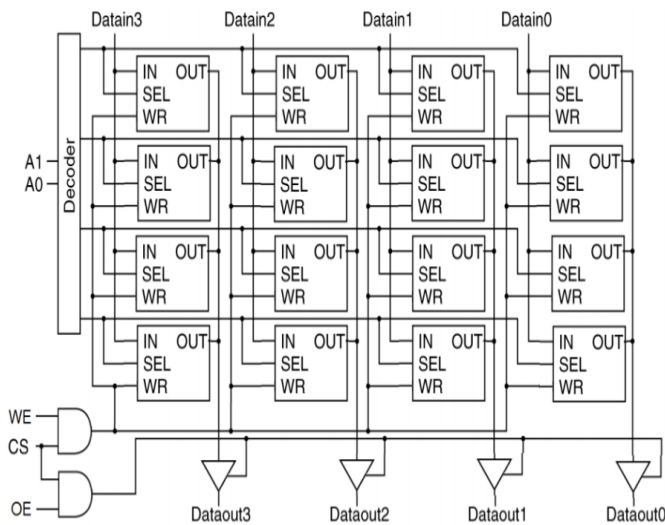 Datain3 Datain2 Datain1 Datain0
IN OUT IN OUT IN OUT IN OUT
SEL SEL SEL SEL
WR WR WR WR
Decoder
IN OUT IN OUT IN OUT IN OUT
A1
SEL SEL SEL SEL
A0
WR WR WR WR
IN OUT IN OUT IN OUT IN OUT
SEL SEL SEL SEL
WR WR WR WR
IN OUT IN OUT IN OUT IN OUT
SEL SEL SEL SEL
WR WR WR WR
WE
CS
OE
Dataout3 Dataout2 Dataout1 Dataout0